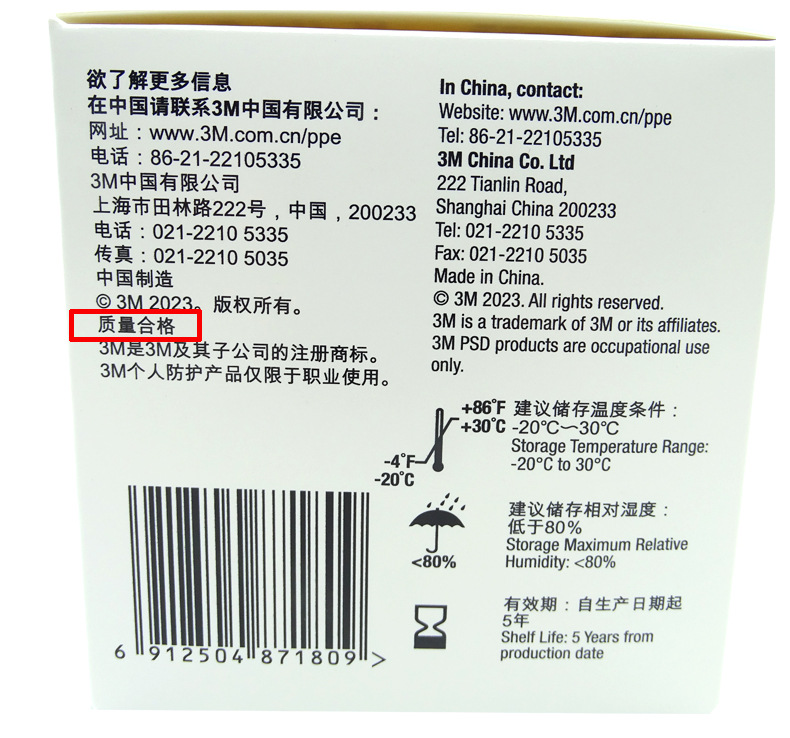 欲了解更多信息
在中国请联系3M中国有限公司：
网址：www.3M.com.cn/ppe
电话：86-21-22105335
3M中国有限公司
上海市田林路222号，中国，200233
电话：021-2210 5335
传真：021-2210 5035
中国制造
© 3M 2023。版权所有。
质量合格
3M是3M及其子公司的注册商标。
3M个人防护产品仅限于职业使用。
In China, contact:
Website: www.3M.com.cn/ppe
Tel: 86-21-22105335
3M China Co. Ltd
222 Tianlin Road,
Shanghai China 200233
Tel: 021-2210 5335
Fax: 021-2210 5035
Made in China.
© 3M 2023. All rights reserved.
3M is a trademark of 3M or its affiliates.
3M PSD products are occupational use
only.
+86°F
+30°C
-4°F
-20°C
建议储存温度条件：
-20℃～30℃
Storage Temperature Range:
-20°C to 30°C
<80%
建议储存相对湿度：
低于80%
Storage Maximum Relative
Humidity: <80%
有效期：自生产日期起
5年
Shelf Life: 5 Years from
production date
6 912504 871809 >